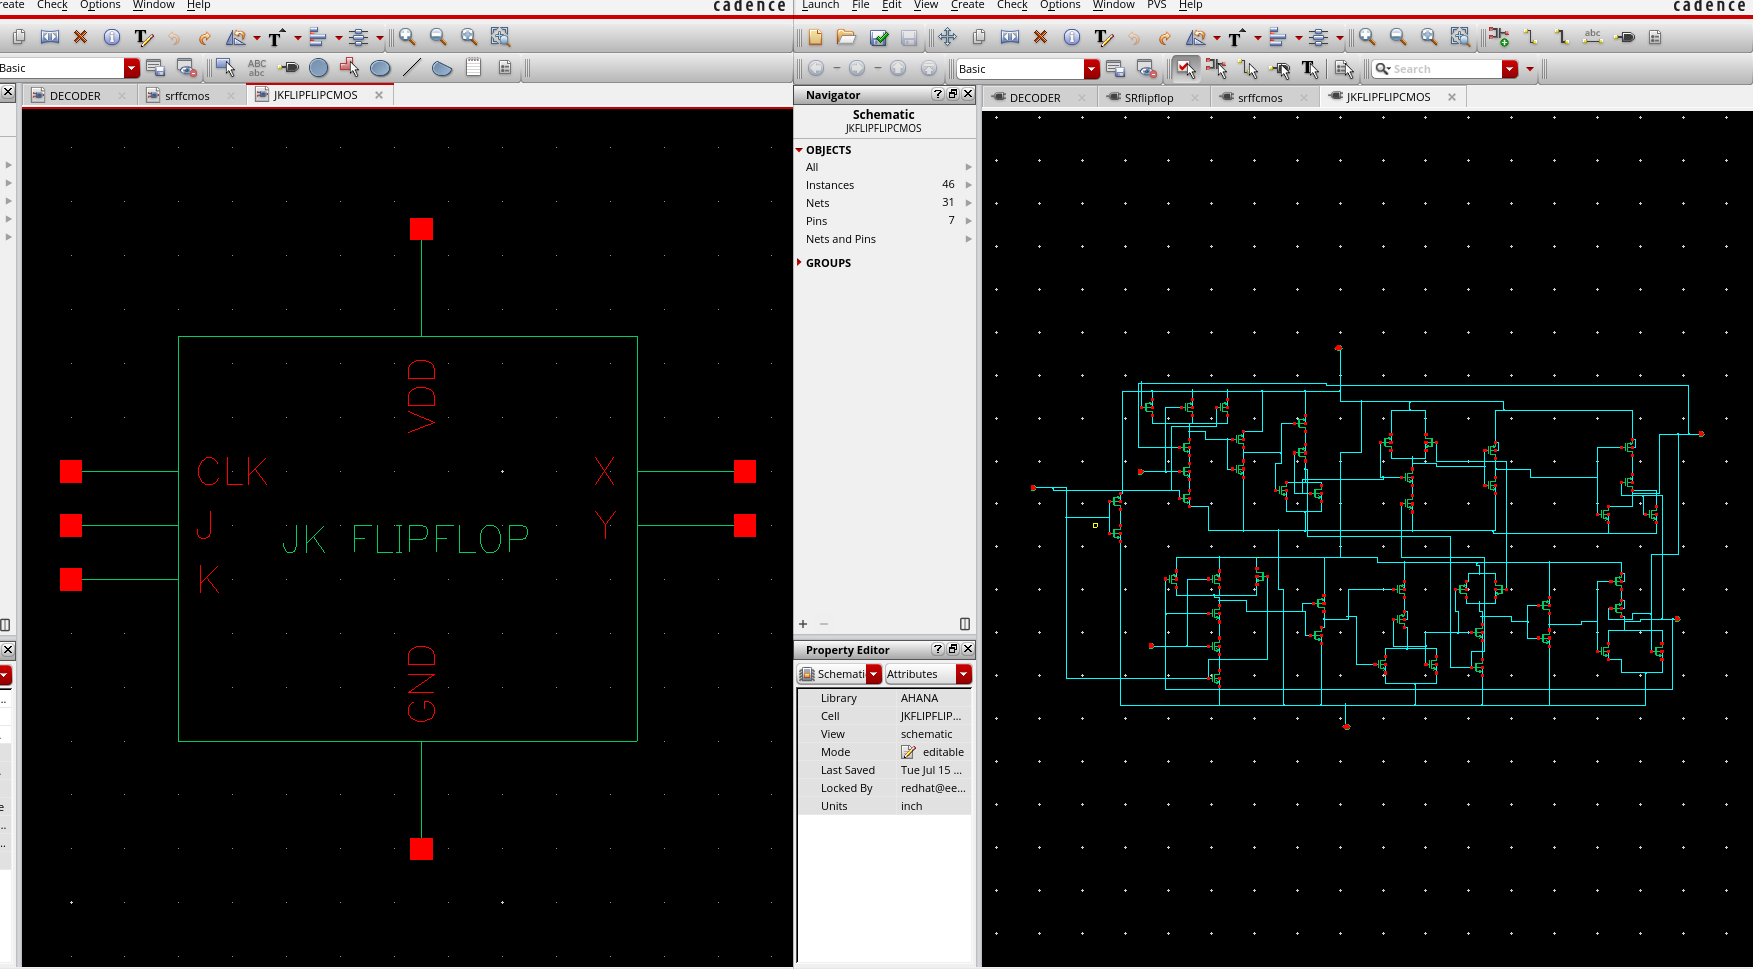 reate Check Options Window Help cadence
Basic
ABC
abc
DECODER srffcmos JKFLIPFLIPCMOS
VDD
CLK X
J Y
JK FLIPFLOP
K
GND
Launch File Edit View Create Check Options Window PVS Help cadence
abc
Basic Search
Navigator
Schematic
JKFLIPFLIPCMOS
OBJECTS
All
Instances 46
Nets 31
Pins 7
Nets and Pins
GROUPS
Property Editor
Schemati Attributes
Library AHANA
Cell JKFLIPFLIP...
View schematic
Mode editable
Last Saved Tue Jul 15 ...
Locked By redhat@ee...
Units inch
DECODER SRflipflop srffcmos JKFLIPFLIPCMOS